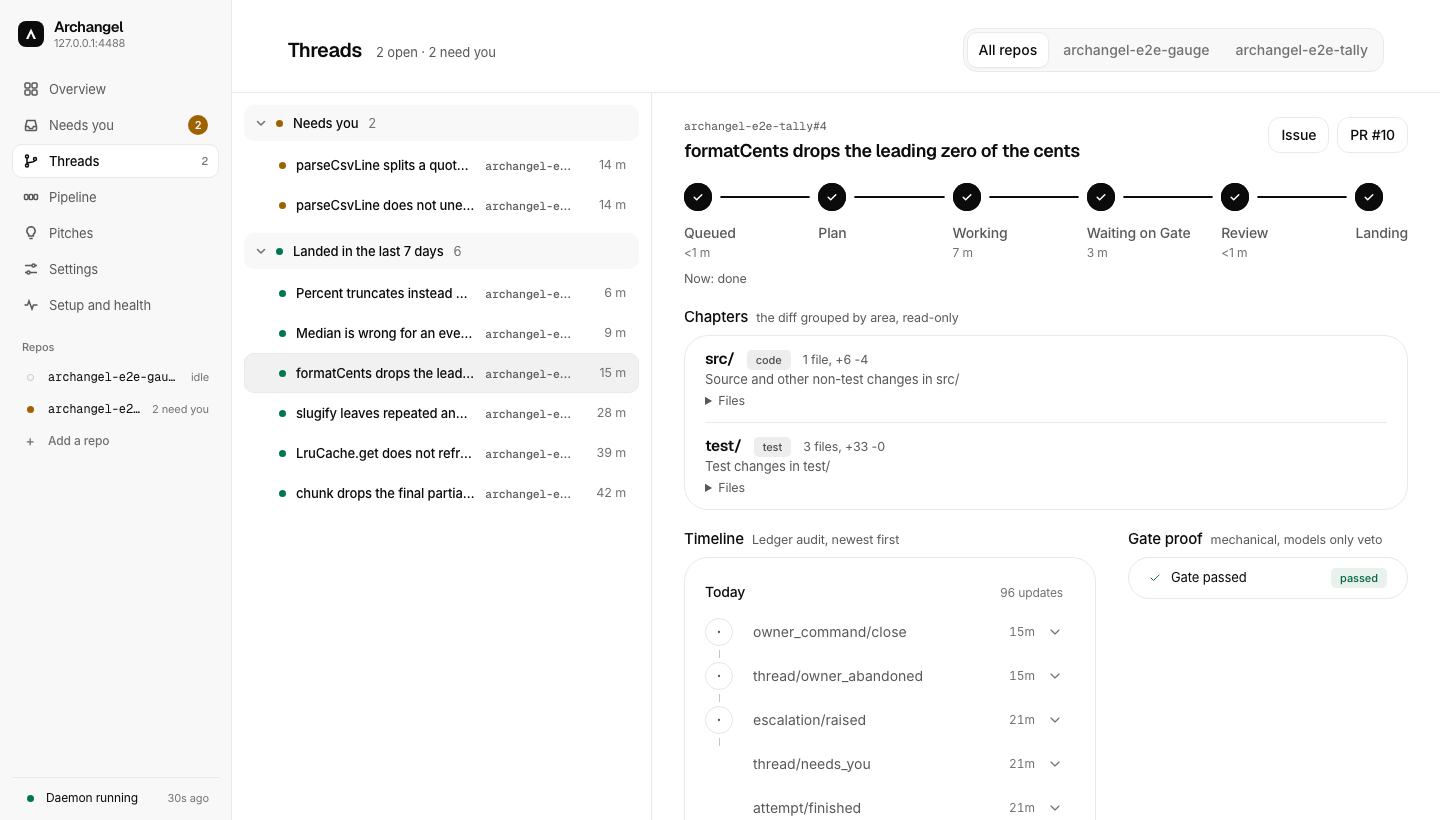 Archangel
127.0.0.1:4488
Overview
Needs you 2
Threads 2
Pipeline
Pitches
Settings
Setup and health
Repos
archangel-e2e-gau… idle
archangel-e2… 2 need you
+ Add a repo
Daemon running 30s ago
Threads 2 open · 2 need you
All repos archangel-e2e-gauge archangel-e2e-tally
Needs you 2
parseCsvLine splits a quot… archangel-e… 14 m
parseCsvLine does not une… archangel-e… 14 m
Landed in the last 7 days 6
Percent truncates instead … archangel-e… 6 m
Median is wrong for an eve… archangel-e… 9 m
formatCents drops the lead… archangel-e… 15 m
slugify leaves repeated an… archangel-e… 28 m
LruCache.get does not refr… archangel-e… 39 m
chunk drops the final partia… archangel-e… 42 m
archangel-e2e-tally#4
formatCents drops the leading zero of the cents
Issue PR #10
Queued Plan Working Waiting on Gate Review Landing
<1 m 7 m 3 m <1 m
Now: done
Chapters the diff grouped by area, read-only
src/ code 1 file, +6 -4
Source and other non-test changes in src/
Files
test/ test 3 files, +33 -0
Test changes in test/
Files
Timeline Ledger audit, newest first
Today 96 updates
owner_command/close 15m
thread/owner_abandoned 15m
escalation/raised 21m
thread/needs_you 21m
attempt/finished 21m
Gate proof mechanical, models only veto
Gate passed passed